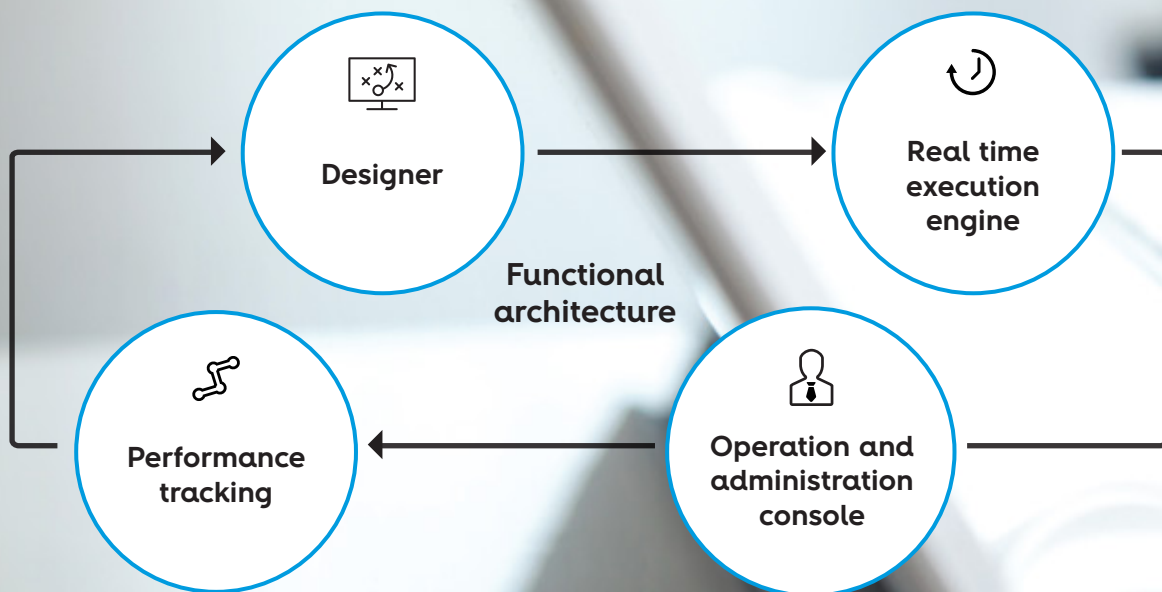 Designer
Real time
execution
engine
Functional
architecture
Performance
tracking
Operation and
administration
console